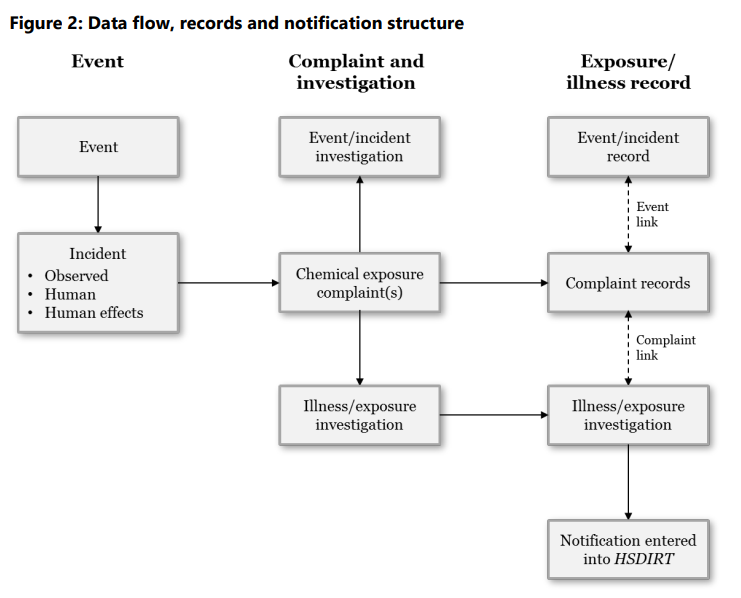 Figure 2: Data flow, records and notification structure
Event
Complaint and
investigation
Exposure/
illness record
Event
Event/incident
investigation
Event/incident
record
Event
link
Incident
• Observed
• Human
• Human effects
Chemical exposure
complaint(s)
Complaint records
Complaint
link
Illness/exposure
investigation
Illness/exposure
investigation
Notification entered
into HSDIRT